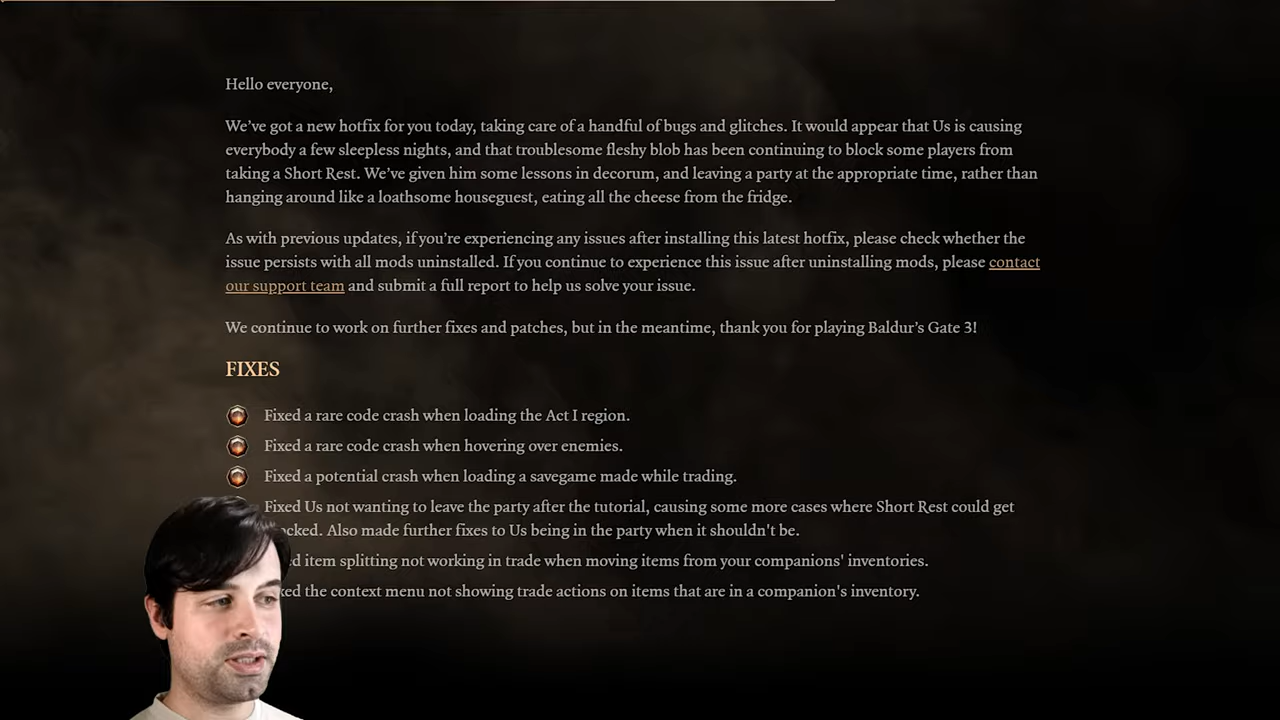 Hello everyone,
We’ve got a new hotfix for you today, taking care of a handful of bugs and glitches. It would appear that Us is causing
everybody a few sleepless nights, and that troublesome fleshy blob has been continuing to block some players from
taking a Short Rest. We’ve given him some lessons in decorum, and leaving a party at the appropriate time, rather than
hanging around like a loathsome houseguest, eating all the cheese from the fridge.
As with previous updates, if you’re experiencing any issues after installing this latest hotfix, please check whether the
issue persists with all mods uninstalled. If you continue to experience this issue after uninstalling mods, please contact
our support team and submit a full report to help us solve your issue.
We continue to work on further fixes and patches, but in the meantime, thank you for playing Baldur’s Gate 3!
FIXES
Fixed a rare code crash when loading the Act I region.
Fixed a rare code crash when hovering over enemies.
Fixed a potential crash when loading a savegame made while trading.
Fixed Us not wanting to leave the party after the tutorial, causing some more cases where Short Rest could get
Also made further fixes to Us being in the party when it shouldn't be.
item splitting not working in trade when moving items from your companions' inventories.
the context menu not showing trade actions on items that are in a companion's inventory.